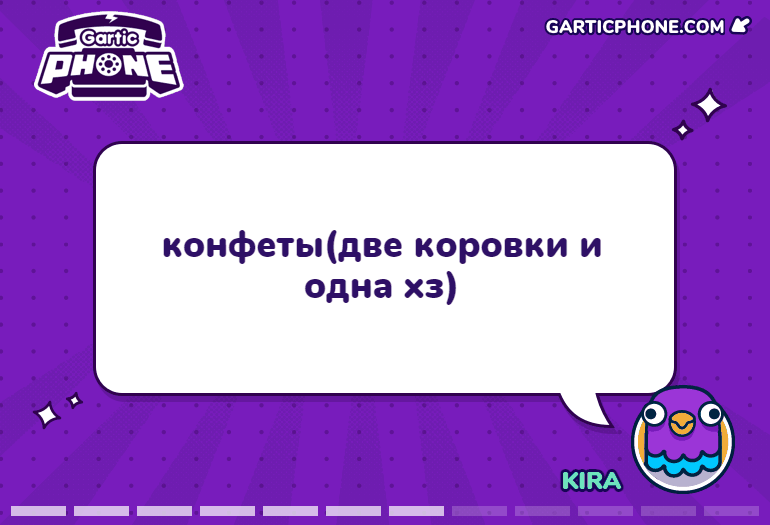 Gartic
PHONE
GARTICPHONE.COM
конфеты(две коровки и
одна хз)
KIRA